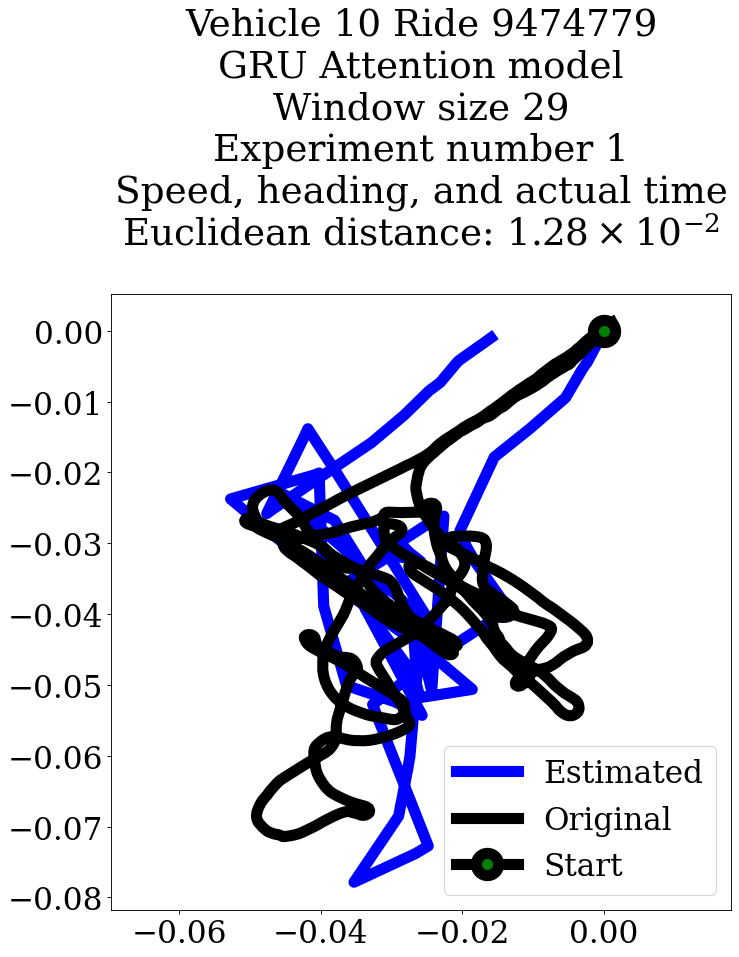 Vehicle 10 Ride 9474779
GRU Attention model
Window size 29
Experiment number 1
Speed, heading, and actual time
Euclidean distance: 1.28 × 10⁻²
0.00
−0.01
−0.02
−0.03
−0.04
−0.05
−0.06
−0.07
−0.08
Estimated
Original
Start
−0.06 −0.04 −0.02 0.00